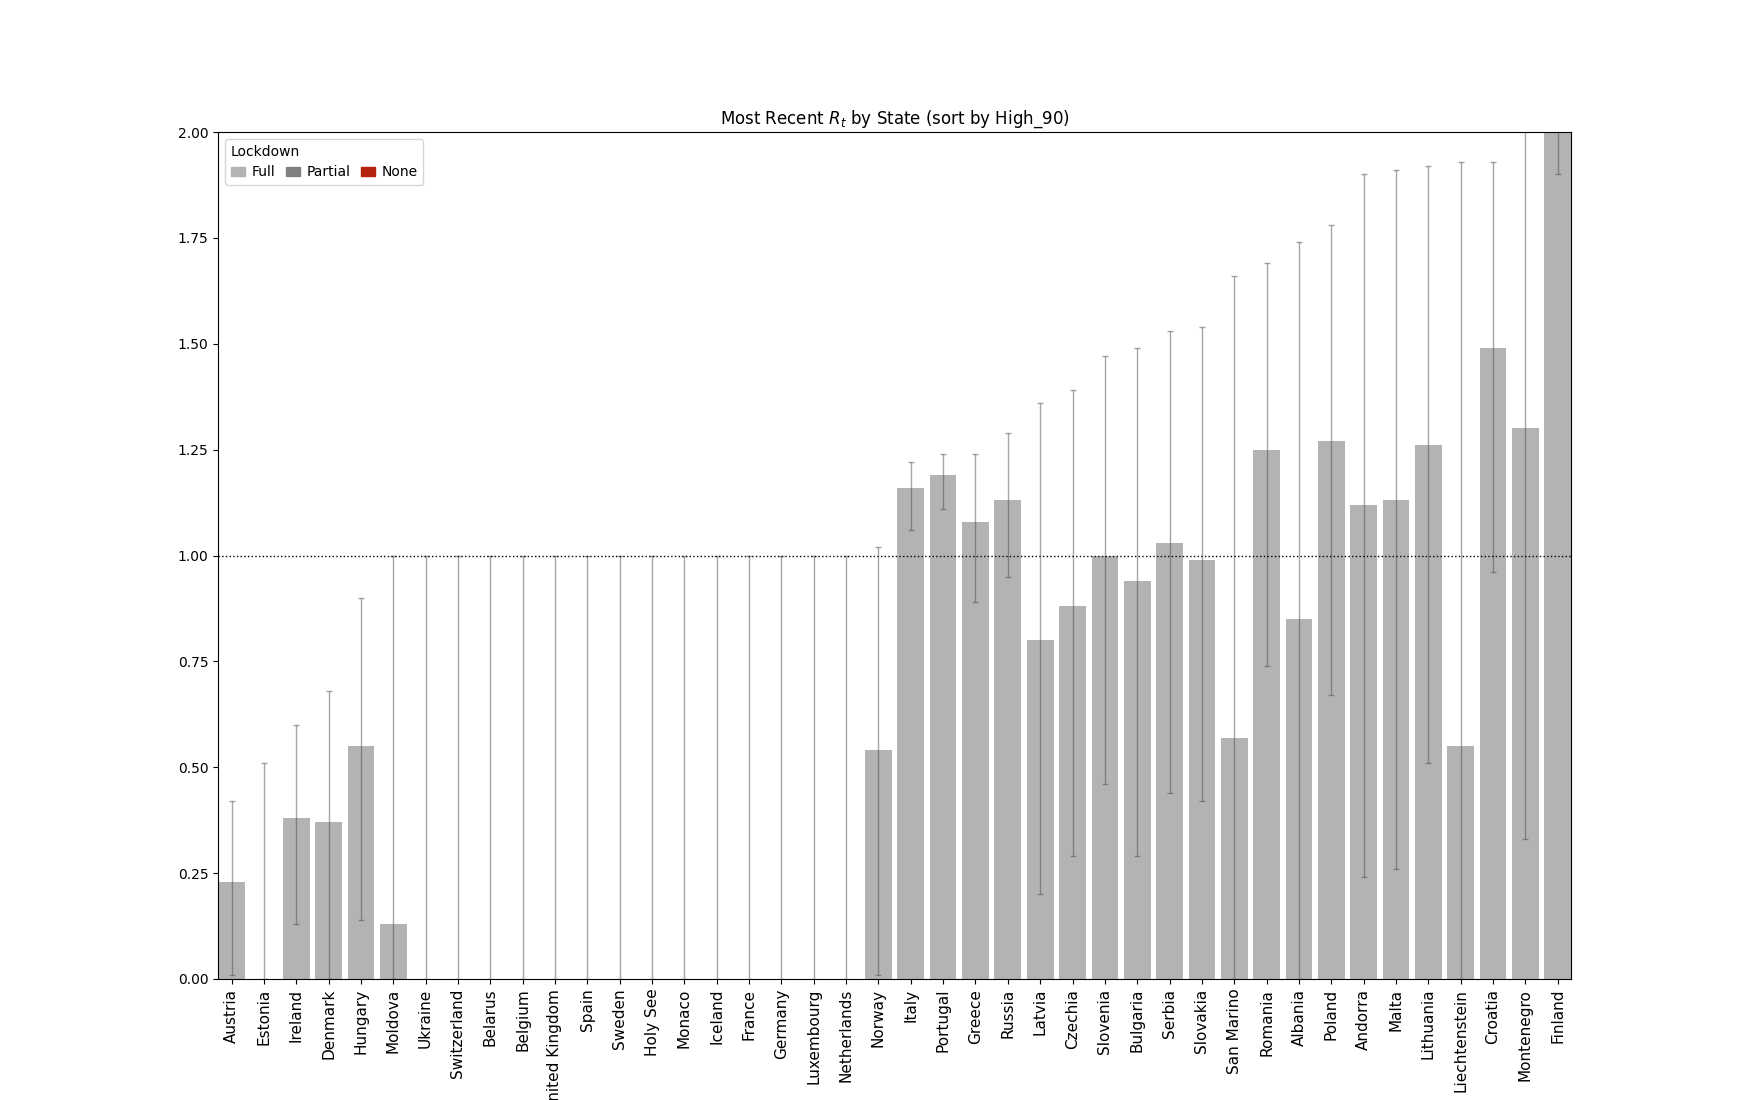 Most Recent R_t by State (sort by High_90)
Lockdown
Full Partial None
2.00
1.75
1.50
1.25
1.00
0.75
0.50
0.25
0.00
Austria
Estonia
Ireland
Denmark
Hungary
Moldova
Ukraine
Switzerland
Belarus
Belgium
nited Kingdom
Spain
Sweden
Holy See
Monaco
Iceland
France
Germany
Luxembourg
Netherlands
Norway
Italy
Portugal
Greece
Russia
Latvia
Czechia
Slovenia
Bulgaria
Serbia
Slovakia
San Marino
Romania
Albania
Poland
Andorra
Malta
Lithuania
Liechtenstein
Croatia
Montenegro
Finland